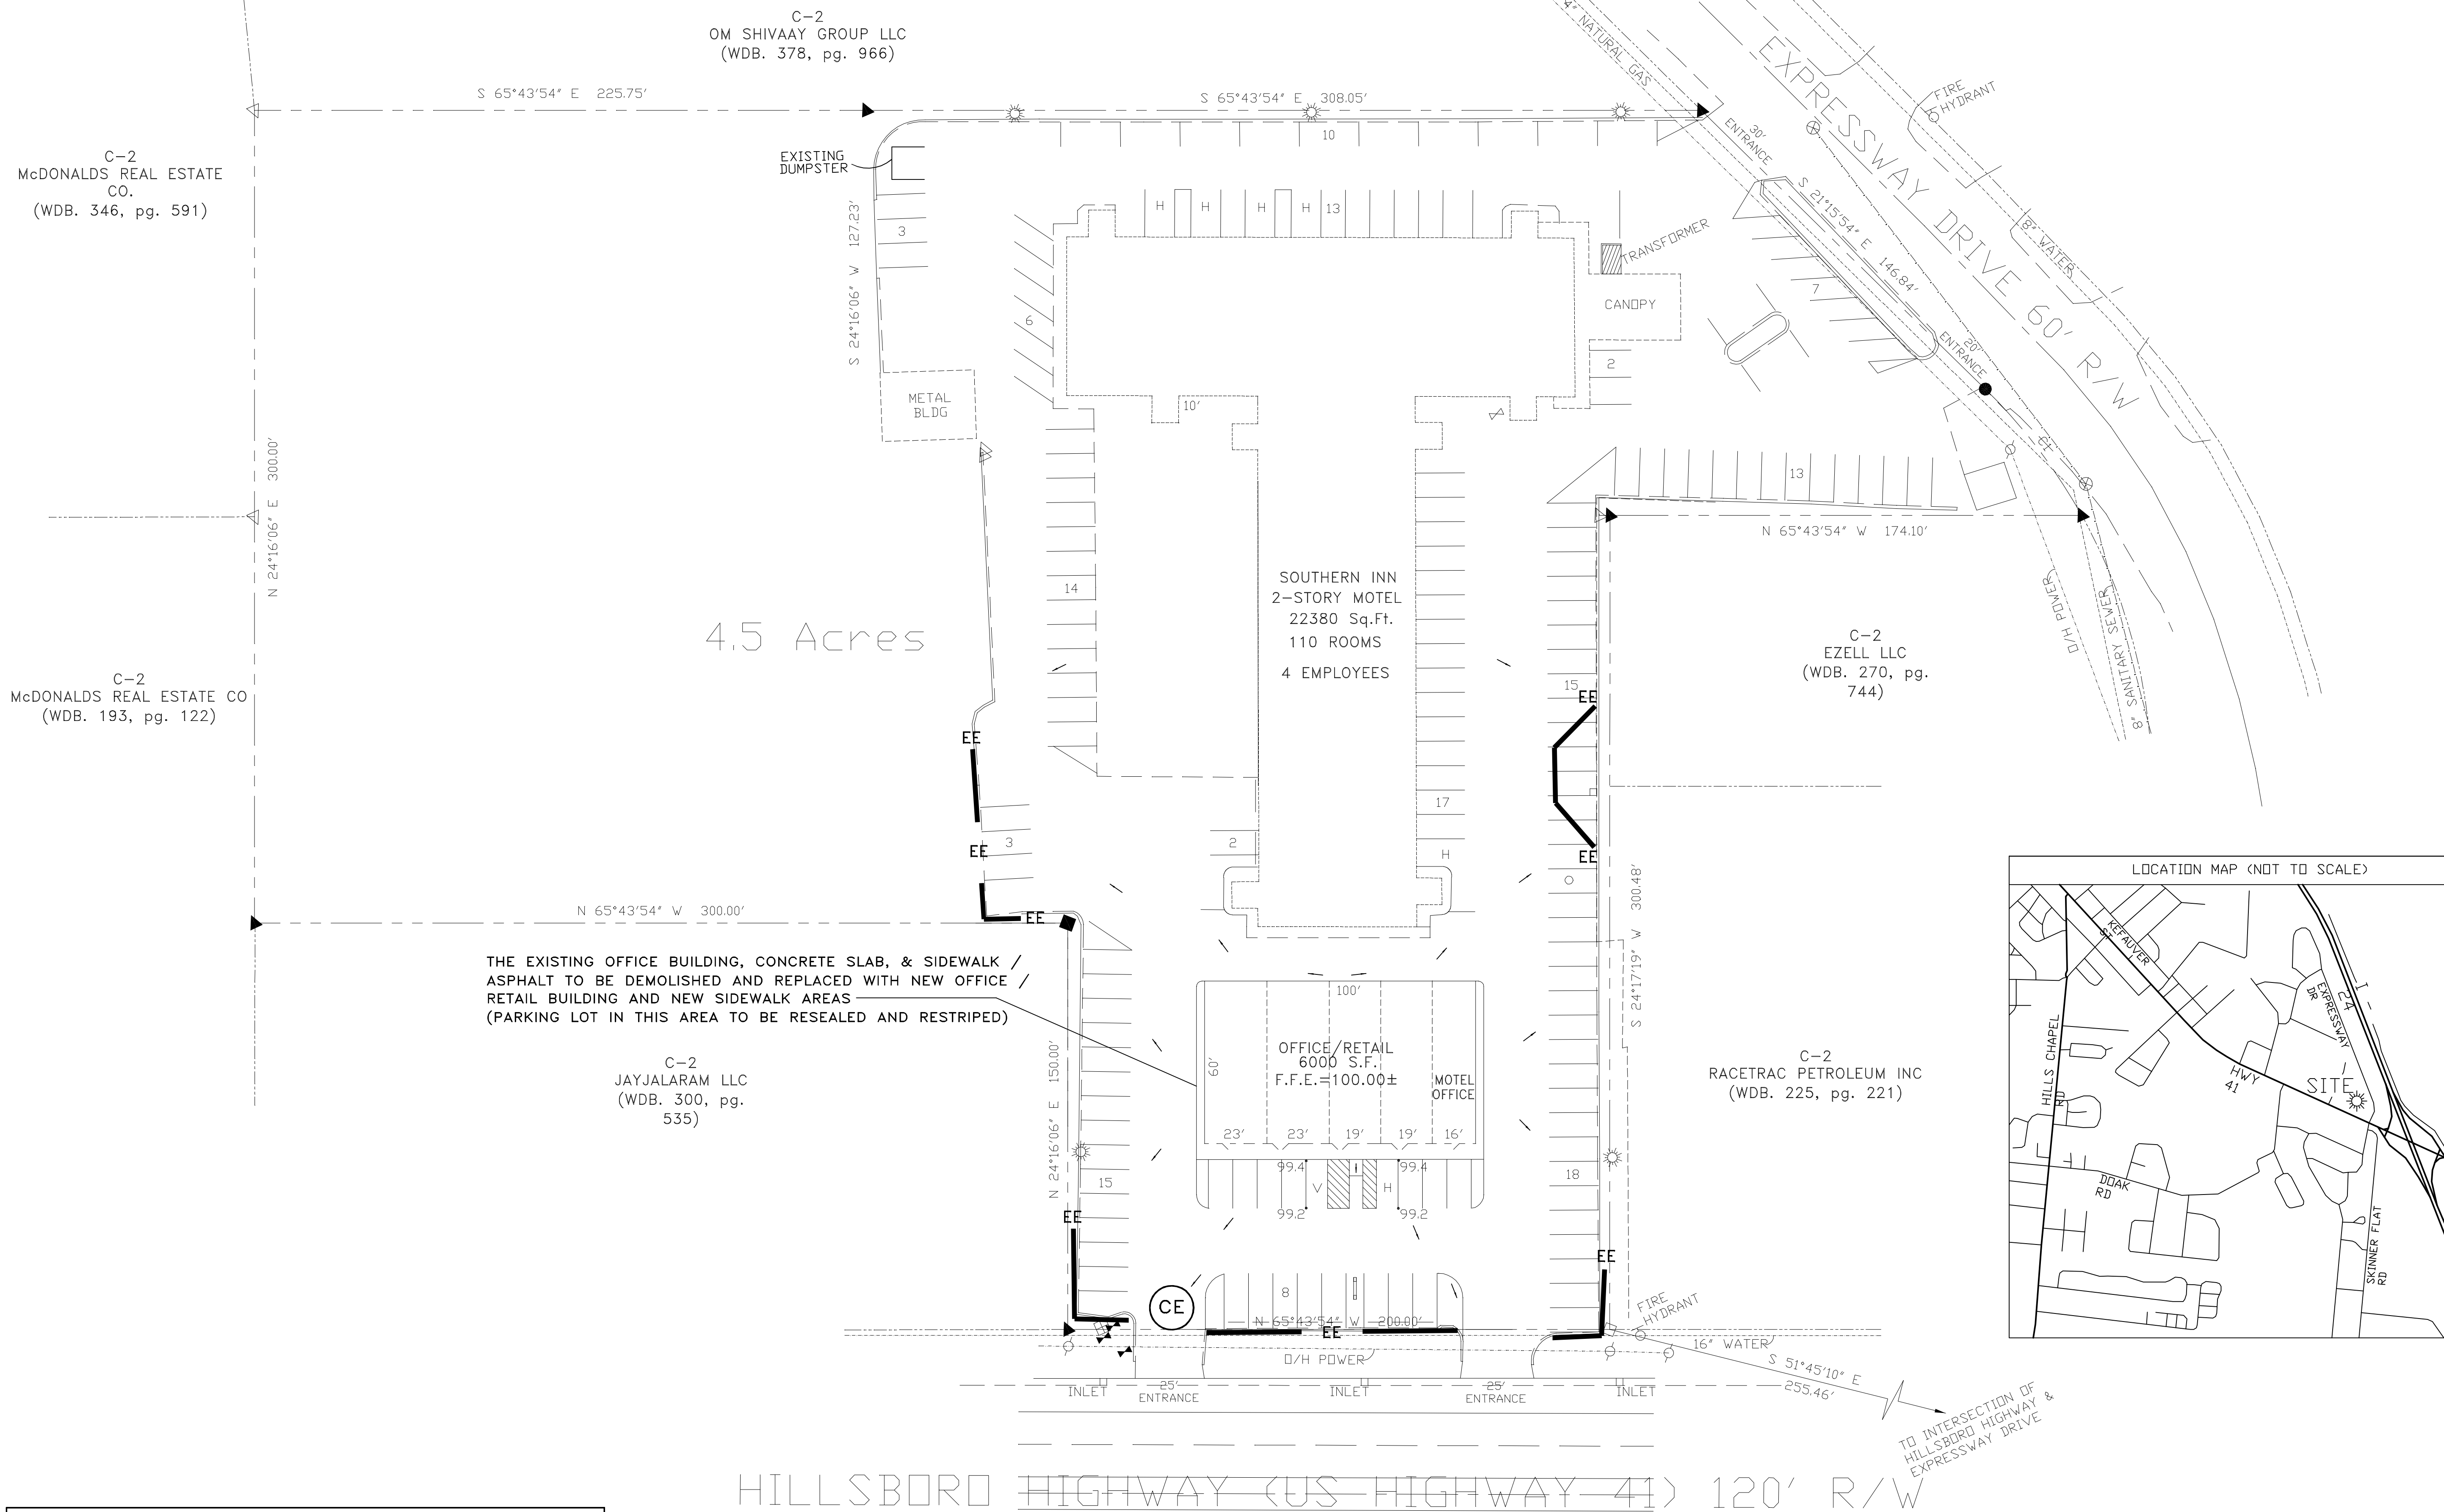 C-2
OM SHIVAAY GROUP LLC
(WDB. 378, pg. 966)
S 65°43'54" E 225.75'
S 65°43'54" E 308.05'
4" NATURAL GAS
EXPRESSWAY DRIVE 60' R/W
FIRE
HYDRANT
C-2
McDONALDS REAL ESTATE
CO.
(WDB. 346, pg. 591)
EXISTING
DUMPSTER
10
30'
ENTRANCE
3
S 24°16'06" W 127.23'
H
H
H
H
13
TRANSFORMER
S 21°15'54" E 146.84'
8" WATER
6
CANOPY
7
2
20'
ENTRANCE
METAL
BLDG
10'
C1
13
N 24°16'06" E 300.00'
N 65°43'54" W 174.10'
SOUTHERN INN
2-STORY MOTEL
22380 Sq.Ft.
110 ROOMS
4 EMPLOYEES
14
4.5 Acres
C-2
EZELL LLC
(WDB. 270, pg.
744)
O/H POWER
8" SANITARY SEWER
C-2
McDONALDS REAL ESTATE CO
(WDB. 193, pg. 122)
15
EE
EE
17
3
2
H
EE
EE
EE
N 65°43'54" W 300.00'
S 24°17'19" W 300.48'
LOCATION MAP (NOT TO SCALE)
KEFAUVER
ST
I-24
EXPRESSWAY
DR
HILLS CHAPEL
RD
HWY
41
SITE
DOAK
RD
SKINNER FLAT
RD
THE EXISTING OFFICE BUILDING, CONCRETE SLAB, & SIDEWALK /
ASPHALT TO BE DEMOLISHED AND REPLACED WITH NEW OFFICE /
RETAIL BUILDING AND NEW SIDEWALK AREAS
(PARKING LOT IN THIS AREA TO BE RESEALED AND RESTRIPED)
100'
60'
OFFICE/RETAIL
6000 S.F.
F.F.E.=100.00±
MOTEL
OFFICE
C-2
JAYJALARAM LLC
(WDB. 300, pg.
535)
C-2
RACETRAC PETROLEUM INC
(WDB. 225, pg. 221)
N 24°16'06" E 150.00'
23'
23'
19'
19'
16'
99.4
99.4
V
H
15
18
99.2
99.2
EE
EE
CE
8
N 65°43'54" W 200.00'
EE
FIRE
HYDRANT
16" WATER
O/H POWER
S 51°45'10" E
255.46'
INLET
25'
ENTRANCE
INLET
25'
ENTRANCE
INLET
TO INTERSECTION OF
HILLSBORO HIGHWAY &
EXPRESSWAY DRIVE
HILLSBORO HIGHWAY (US HIGHWAY 41) 120' R/W